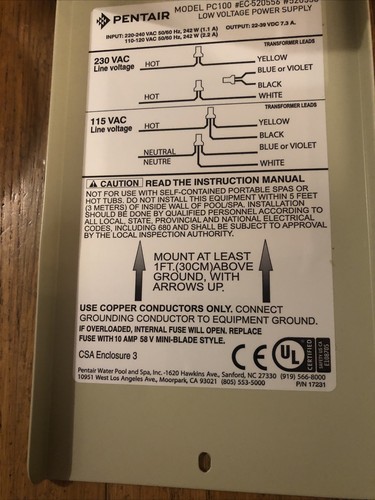 PENTAIR
MODEL PC100 #EC-520556
LOW VOLTAGE POWER SUPPLY
INPUT: 220-240 VAC 50/60 Hz, 242 W (1.1 A) OUTPUT: 22-39 VDC 7.3 A.
110-120 VAC 50/60 Hz, 242 W (2.2 A)
230 VAC
Line voltage
TRANSFORMER LEADS
HOT
YELLOW
BLUE or VIOLET
BLACK
HOT
WHITE
115 VAC
Line voltage
TRANSFORMER LEADS
HOT
YELLOW
BLACK
NEUTRAL
BLUE or VIOLET
NEUTRE
WHITE
CAUTION READ THE INSTRUCTION MANUAL
NOT FOR USE WITH SELF-CONTAINED PORTABLE SPAS OR
HOT TUBS. DO NOT INSTALL THIS EQUIPMENT WITHIN 5 FEET
(3 METERS) OF INSIDE WALL OF POOL/SPA. INSTALLATION
SHOULD BE DONE BY QUALIFIED PERSONNEL ACCORDING TO
ALL LOCAL, STATE, PROVINCIAL AND NATIONAL ELECTRICAL
CODES, INCLUDING 680 AND SHALL BE SUBJECT TO APPROVAL
BY THE LOCAL INSPECTION AUTHORITY.
MOUNT AT LEAST
1FT.(30CM)ABOVE
GROUND, WITH
ARROWS UP.
USE COPPER CONDUCTORS ONLY. CONNECT
GROUNDING CONDUCTOR TO EQUIPMENT GROUND.
IF OVERLOADED, INTERNAL FUSE WILL OPEN. REPLACE
FUSE WITH 10 AMP 58 V MINI-BLADE STYLE.
CSA Enclosure 3
CE
UL
CERTIFIED
SAFETY US-CA
E508705
Pentair Water Pool and Spa, Inc.-1620 Hawkins Ave., Sanford, NC 27330 (919) 566-8000
10951 West Los Angeles Ave., Moorpark, CA 93021 (805) 553-5000
P/N 17231